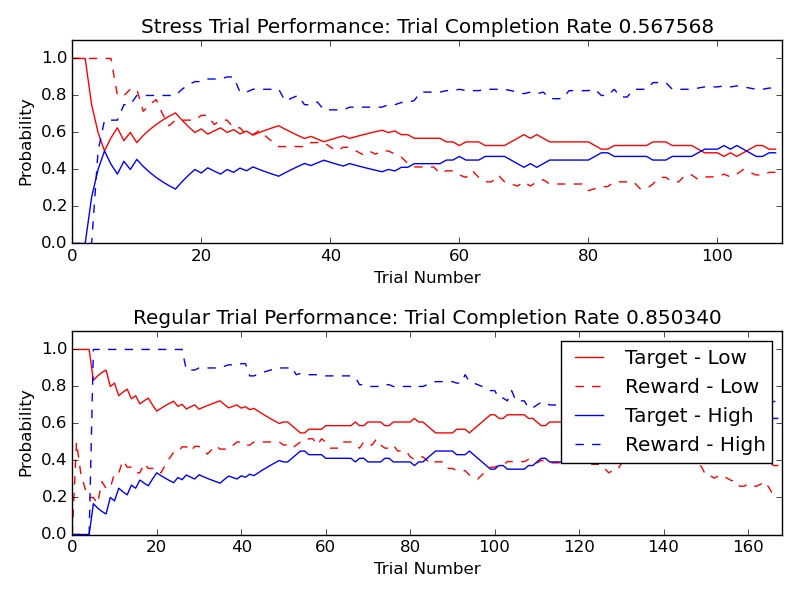 Stress Trial Performance: Trial Completion Rate 0.567568
Probability
1.0
0.8
0.6
0.4
0.2
0.0
0 20 40 60 80 100
Trial Number
Regular Trial Performance: Trial Completion Rate 0.850340
Probability
1.0
0.8
0.6
0.4
0.2
0.0
Target - Low
Reward - Low
Target - High
Reward - High
0 20 40 60 80 100 120 140 160
Trial Number